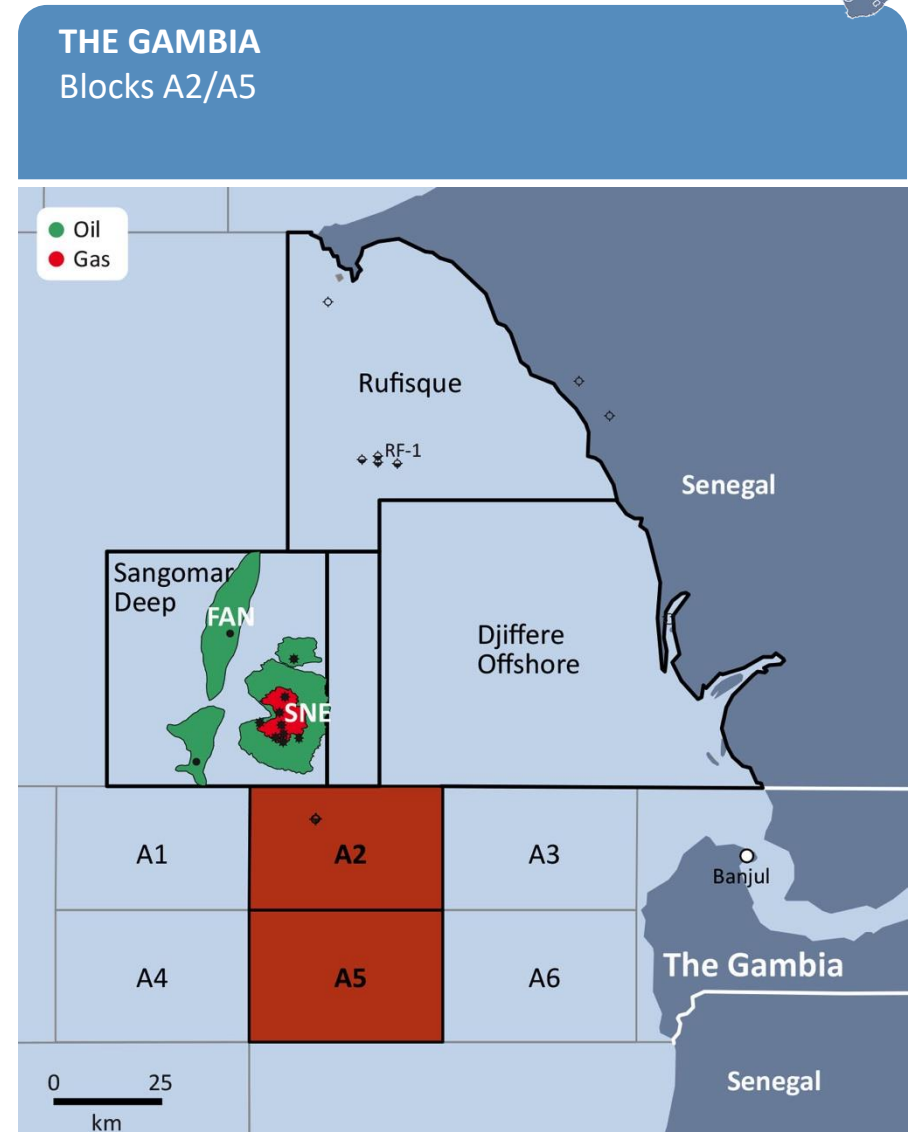 THE GAMBIA
Blocks A2/A5
Oil
Gas
Rufisque
RF-1
Senegal
Sangomar
Deep
FAN
SNE
Djiffere
Offshore
A1
A2
A3
Banjul
A4
A5
A6
The Gambia
Senegal
0 25
km